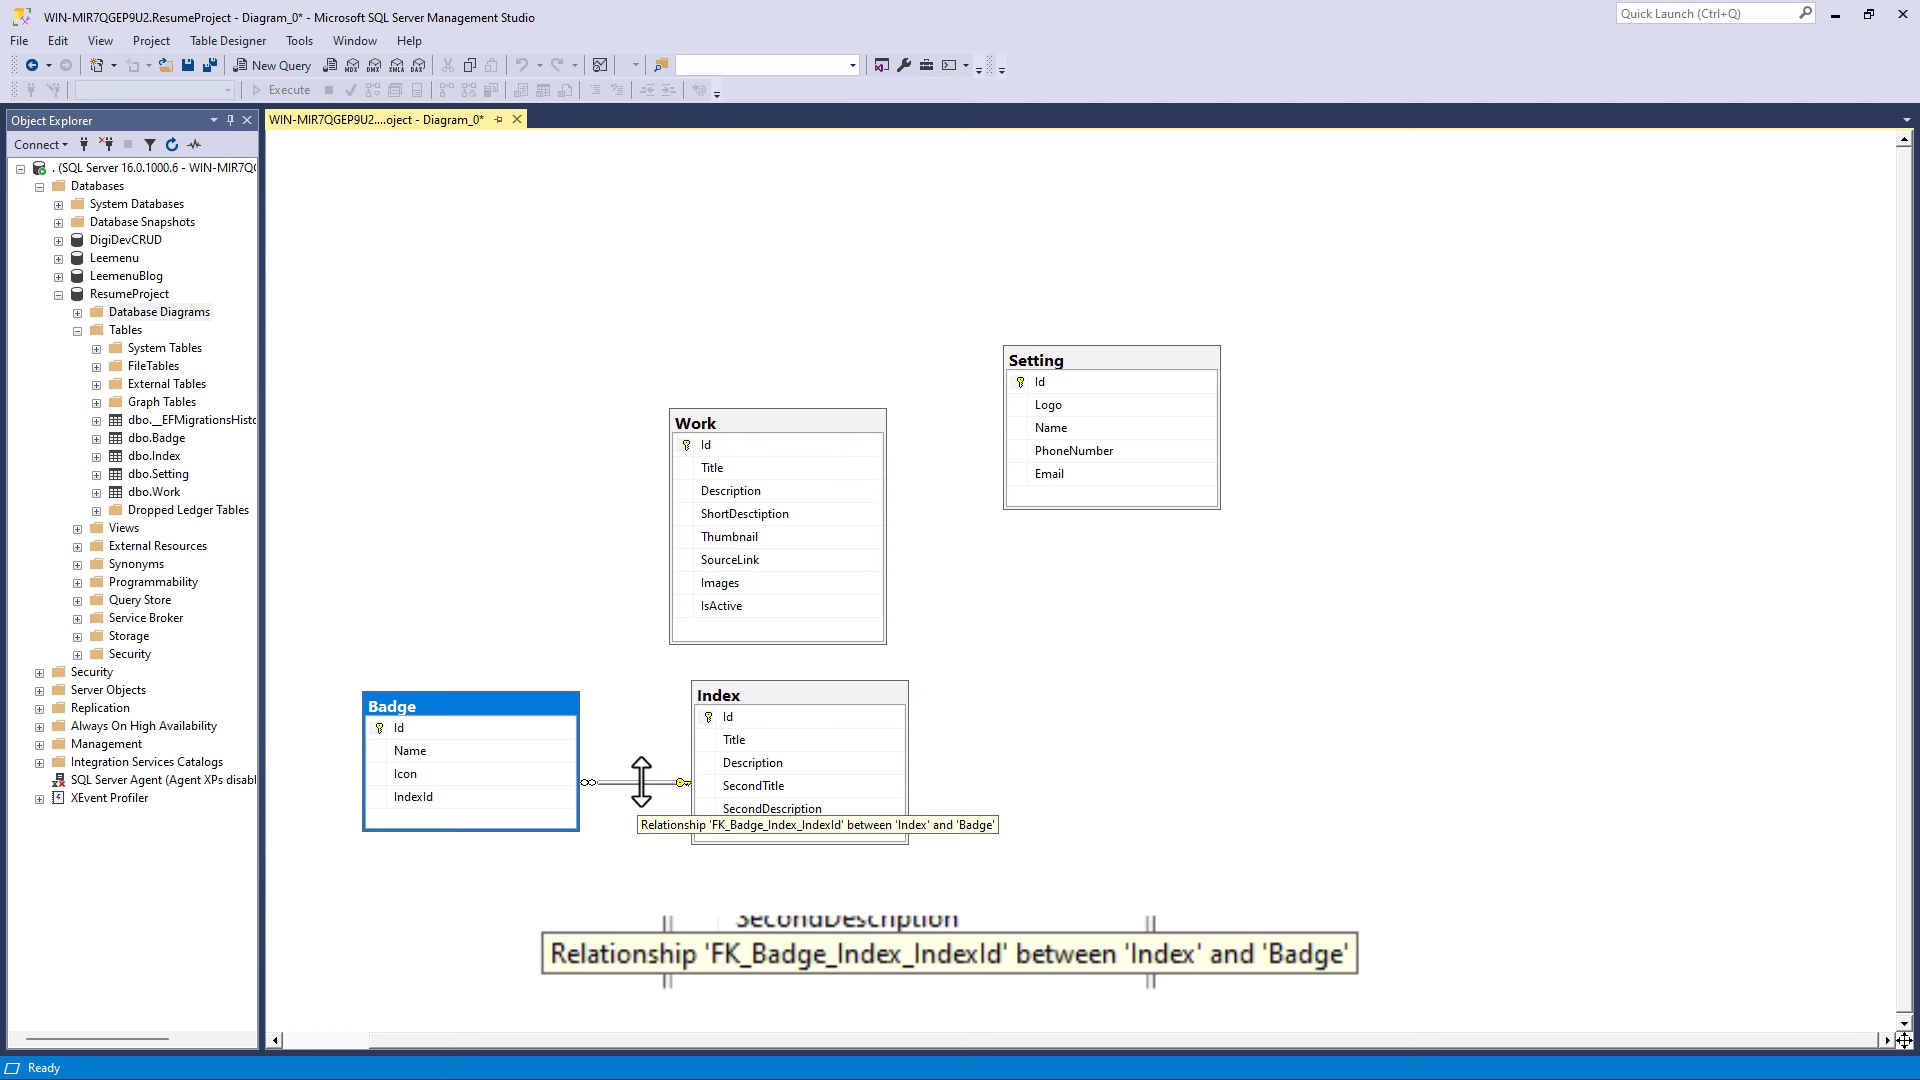 WIN-MIR7QGEP9U2.ResumeProject - Diagram_0* - Microsoft SQL Server Management Studio
Quick Launch (Ctrl+Q)
File Edit View Project Table Designer Tools Window Help
New Query MDX DMX XMLA DAX
Execute
Object Explorer
WIN-MIR7QGEP9U2....oject - Diagram_0*
Connect
. (SQL Server 16.0.1000.6 - WIN-MIR7Q
Databases
System Databases
Database Snapshots
DigiDevCRUD
Leemenu
LeemenuBlog
ResumeProject
Database Diagrams
Tables
System Tables
FileTables
External Tables
Graph Tables
dbo.__EFMigrationsHisto
dbo.Badge
dbo.Index
dbo.Setting
dbo.Work
Dropped Ledger Tables
Views
External Resources
Synonyms
Programmability
Query Store
Service Broker
Storage
Security
Security
Server Objects
Replication
Always On High Availability
Management
Integration Services Catalogs
SQL Server Agent (Agent XPs disabl
XEvent Profiler
Setting
Id
Logo
Name
PhoneNumber
Email
Work
Id
Title
Description
ShortDesctiption
Thumbnail
SourceLink
Images
IsActive
Badge
Id
Name
Icon
IndexId
Index
Id
Title
Description
SecondTitle
SecondDescription
Relationship 'FK_Badge_Index_IndexId' between 'Index' and 'Badge'
SecondDescription
Relationship 'FK_Badge_Index_IndexId' between 'Index' and 'Badge'
Ready